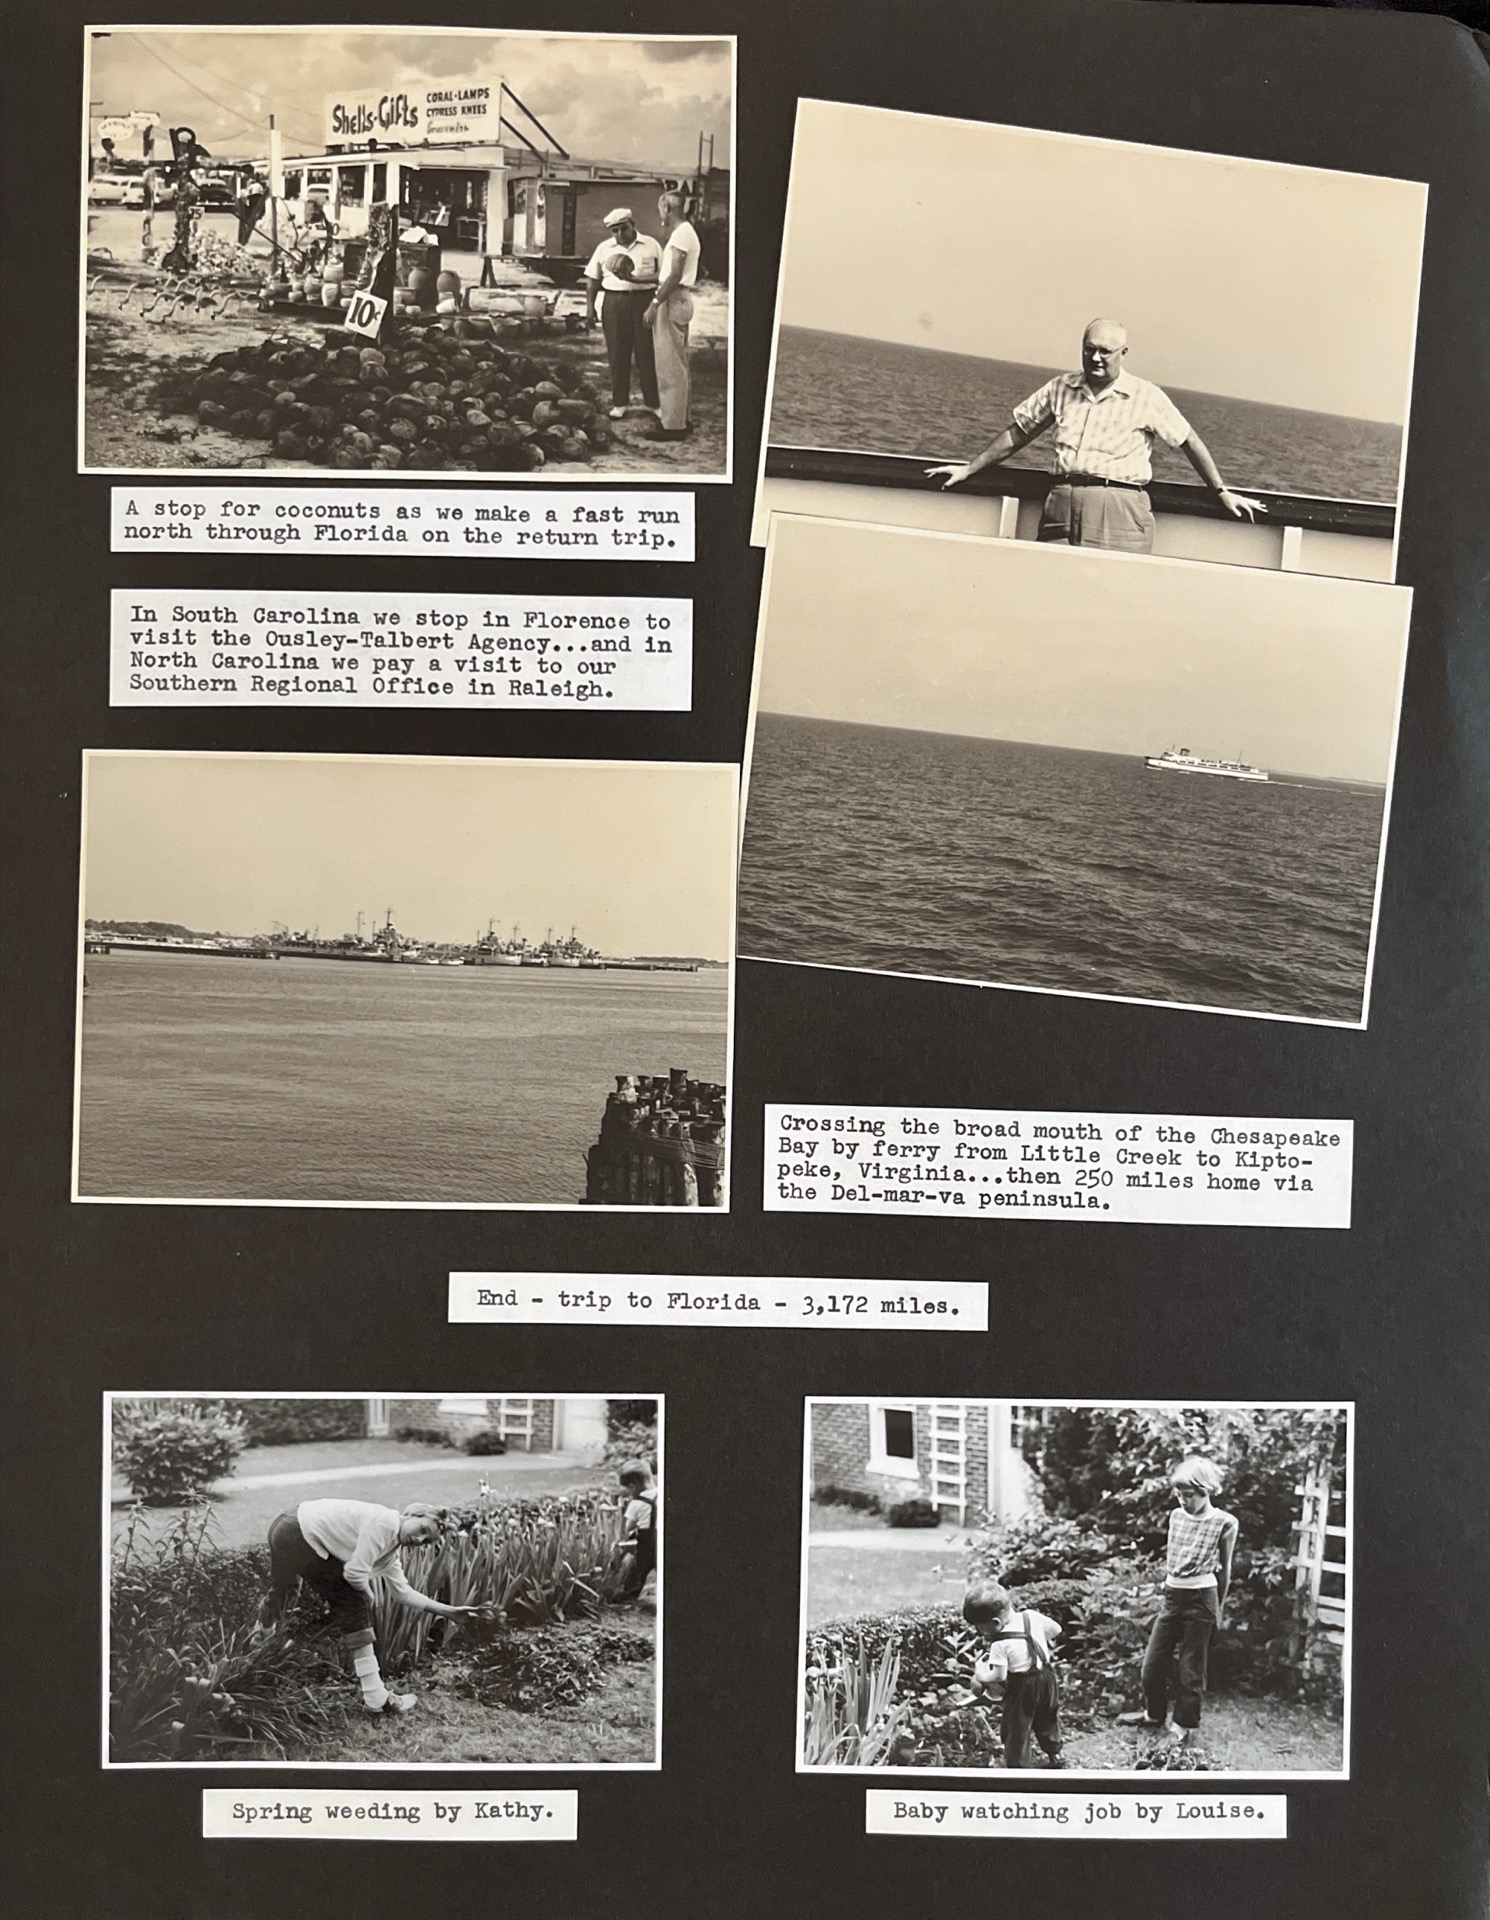 Shells-Gifts
CORAL-LAMPS
CYPRESS KNEES
Souvenirs
10¢
A stop for coconuts as we make a fast run
north through Florida on the return trip.
In South Carolina we stop in Florence to
visit the Ousley-Talbert Agency...and in
North Carolina we pay a visit to our
Southern Regional Office in Raleigh.
Crossing the broad mouth of the Chesapeake
Bay by ferry from Little Creek to Kipto-
peke, Virginia...then 250 miles home via
the Del-mar-va peninsula.
End - trip to Florida - 3,172 miles.
Spring weeding by Kathy.
Baby watching job by Louise.